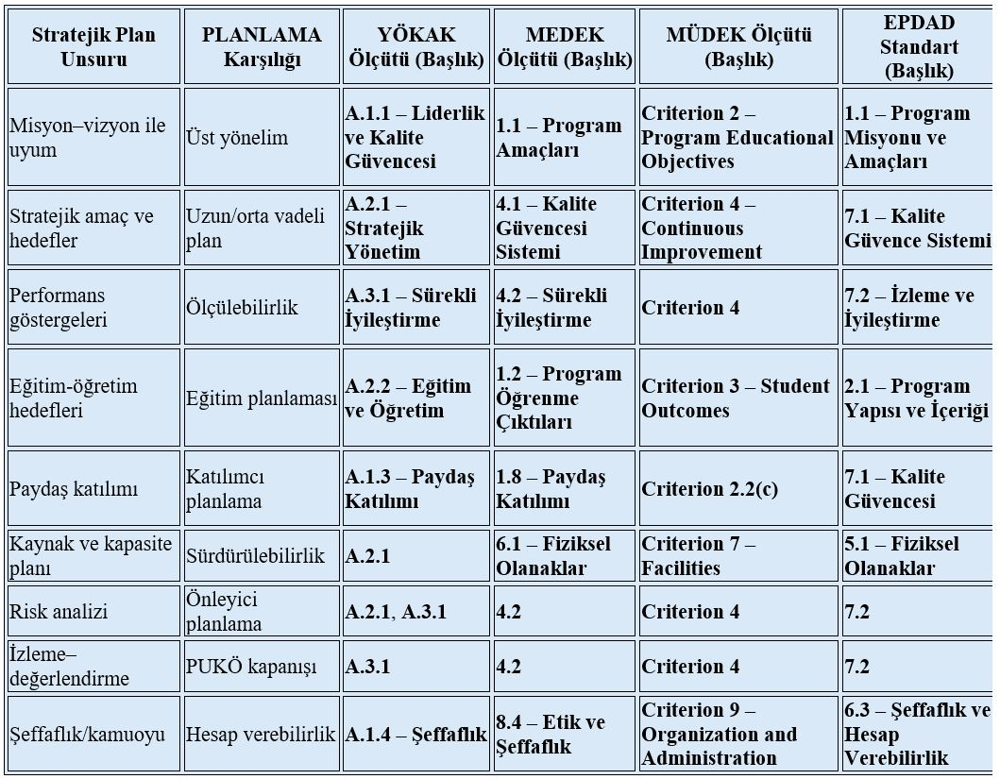 Stratejik Plan
Unsuru
PLANLAMA
Karşılığı
YÖKAK
Ölçütü (Başlık)
MEDEK
Ölçütü (Başlık)
MÜDEK Ölçütü
(Başlık)
EPDAD
Standart
(Başlık)
Misyon–vizyon ile
uyum
Üst yönelim
A.1.1 – Liderlik
ve Kalite
Güvencesi
1.1 – Program
Amaçları
Criterion 2 –
Program Educational
Objectives
1.1 – Program
Misyonu ve
Amaçları
Stratejik amaç ve
hedefler
Uzun/orta vadeli
plan
A.2.1 –
Stratejik
Yönetim
4.1 – Kalite
Güvencesi
Sistemi
Criterion 4 –
Continuous
Improvement
7.1 – Kalite
Güvence Sistemi
Performans
göstergeleri
Ölçülebilirlik
A.3.1 – Sürekli
İyileştirme
4.2 – Sürekli
İyileştirme
Criterion 4
7.2 – İzleme ve
İyileştirme
Eğitim-öğretim
hedefleri
Eğitim planlaması
A.2.2 – Eğitim
ve Öğretim
1.2 – Program
Öğrenme
Çıktıları
Criterion 3 – Student
Outcomes
2.1 – Program
Yapısı ve İçeriği
Paydaş katılımı
Katılımcı
planlama
A.1.3 – Paydaş
Katılımı
1.8 – Paydaş
Katılımı
Criterion 2.2(c)
7.1 – Kalite
Güvencesi
Kaynak ve kapasite
planı
Sürdürülebilirlik
A.2.1
6.1 – Fiziksel
Olanaklar
Criterion 7 –
Facilities
5.1 – Fiziksel
Olanaklar
Risk analizi
Önleyici
planlama
A.2.1, A.3.1
4.2
Criterion 4
7.2
İzleme–
değerlendirme
PUKÖ kapanışı
A.3.1
4.2
Criterion 4
7.2
Şeffaflık/kamuoyu
Hesap verebilirlik
A.1.4 – Şeffaflık
8.4 – Etik ve
Şeffaflık
Criterion 9 –
Organization and
Administration
6.3 – Şeffaflık ve
Hesap
Verebilirlik